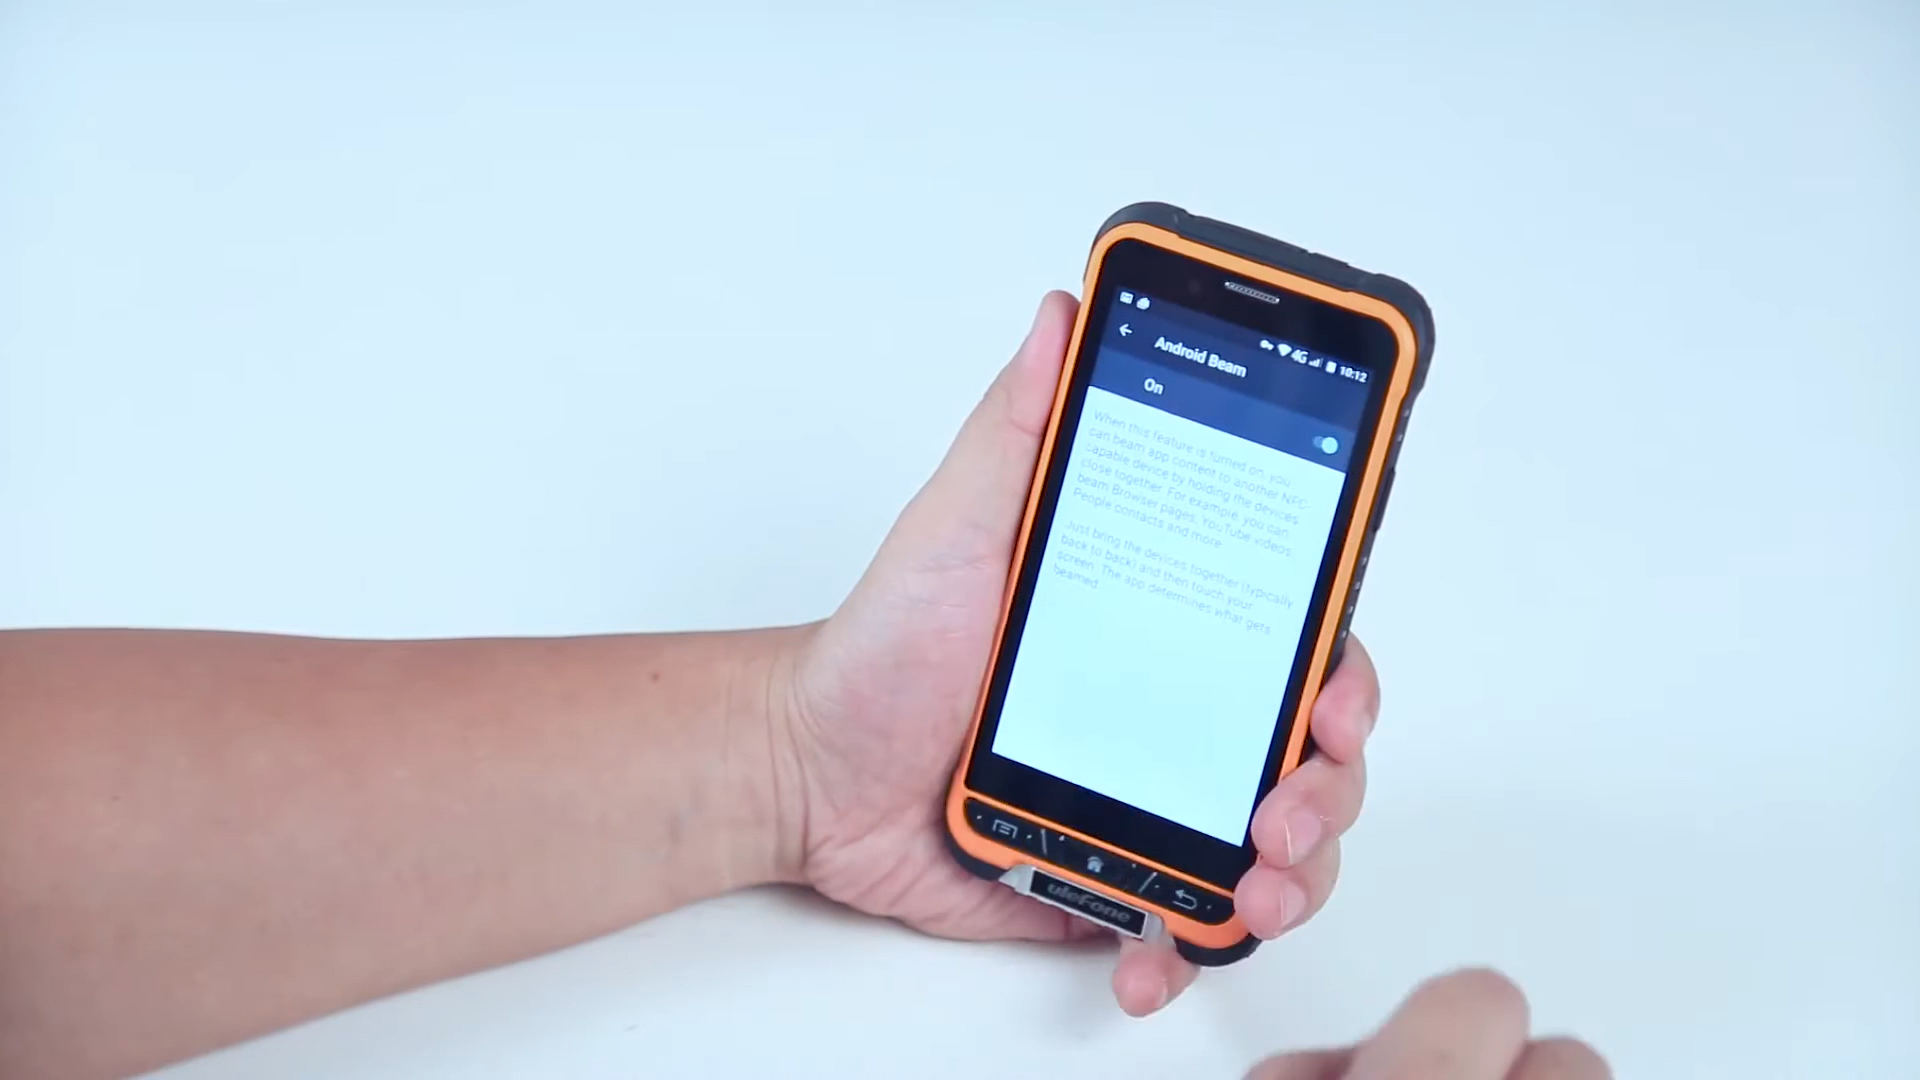 4G 10:12
Android Beam
On
When this feature is turned on, you
can beam app content to another NFC-
capable device by holding the devices
close together. For example, you can
beam Browser pages, YouTube videos,
People contacts and more.
Just bring the devices together (typically
back to back) and then touch your
screen. The app determines what gets
beamed.
uleFone